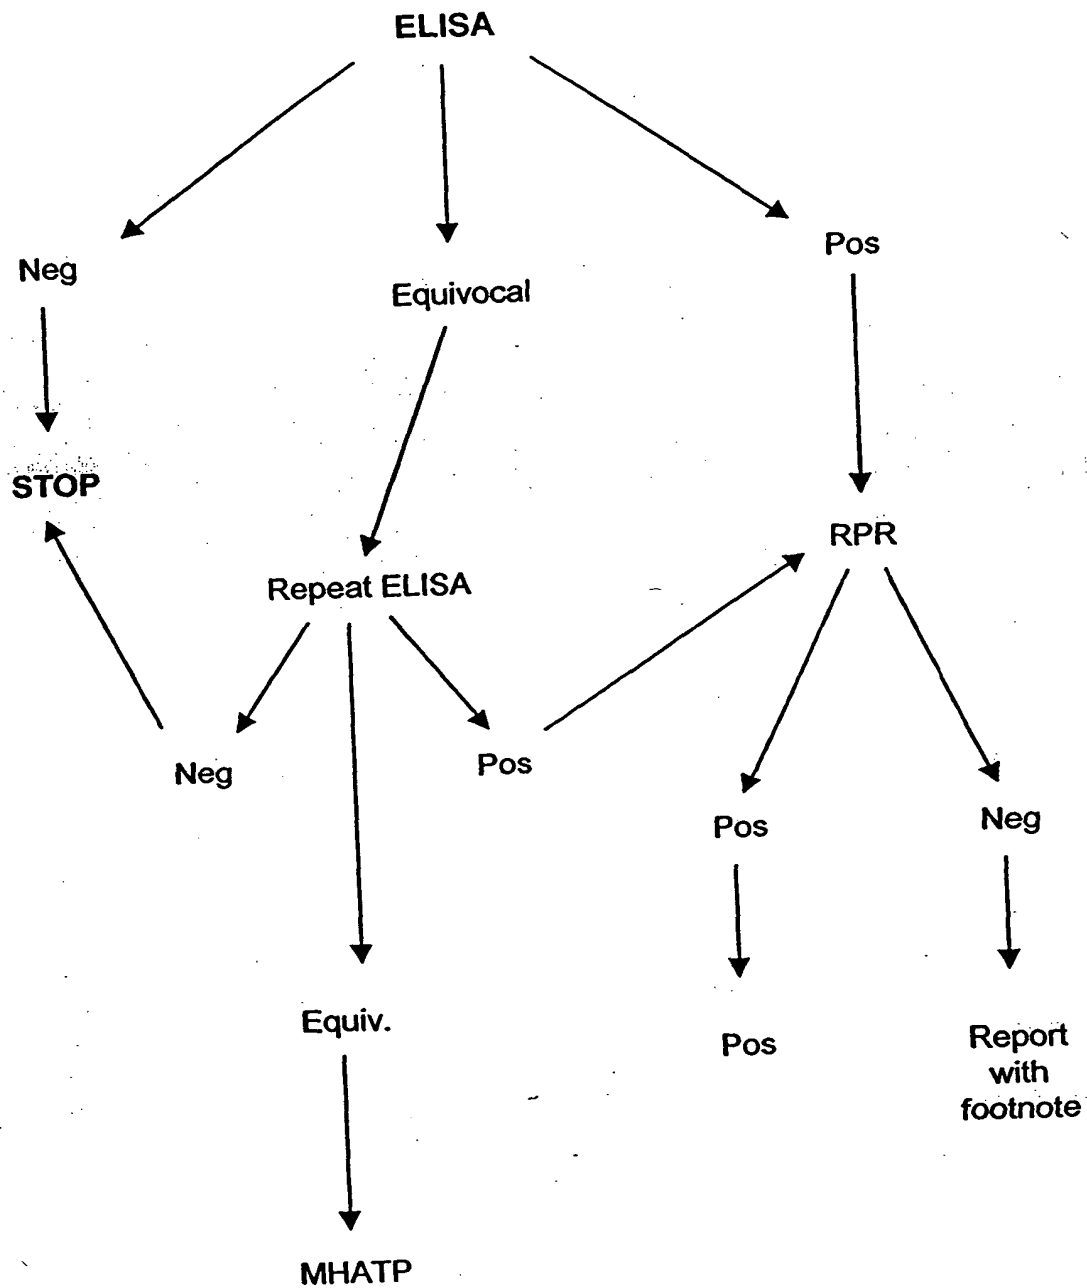 ELISA
Neg
Equivocal
Pos
STOP
Repeat ELISA
RPR
Neg
Pos
Pos
Neg
Equiv.
Pos
Report
with
footnote
MHATP